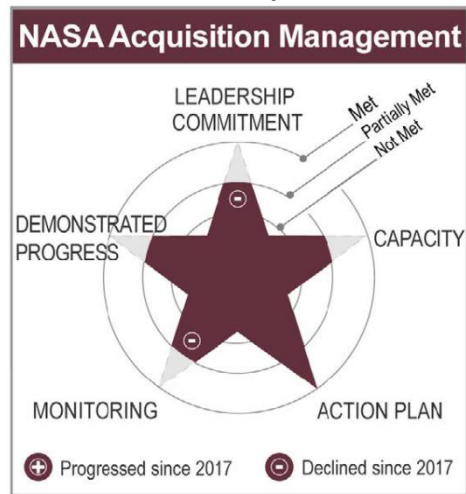 NASA Acquisition Management
LEADERSHIP
COMMITMENT
Met
Partially Met
Not Met
DEMONSTRATED
PROGRESS
CAPACITY
MONITORING
ACTION PLAN
Progressed since 2017
Declined since 2017